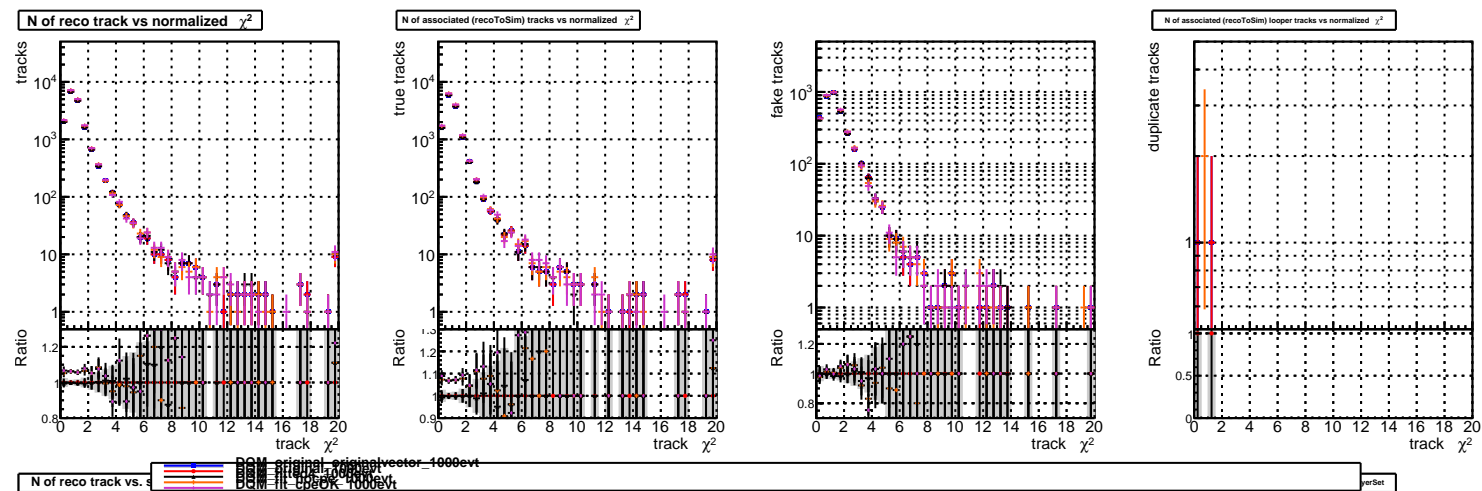 N of reco track vs normalized χ²
N of associated (recoToSim) tracks vs normalized χ²
N of associated (recoToSim) looper tracks vs normalized χ²
tracks
10⁴
10³
10²
10
1
Ratio
1.2
1
0.8
0 2 4 6 8 10 12 14 16 18 20
track χ²
true tracks
10⁴
10³
10²
10
1
Ratio
1.3
1.2
1.1
1
0.9
0 2 4 6 8 10 12 14 16 18 20
track χ²
fake tracks
10³
10²
10
1
Ratio
1.2
1
0.8
0 2 4 6 8 10 12 14 16 18 20
track χ²
duplicate tracks
1
Ratio
1
0.5
0
0 2 4 6 8 10 12 14 16 18 20
track χ²
DQM_original_originalvector_1000evt
DQM_original_1000evt
DQM_fit_cpeOK_1000evt
N of reco track vs. s
yerSet